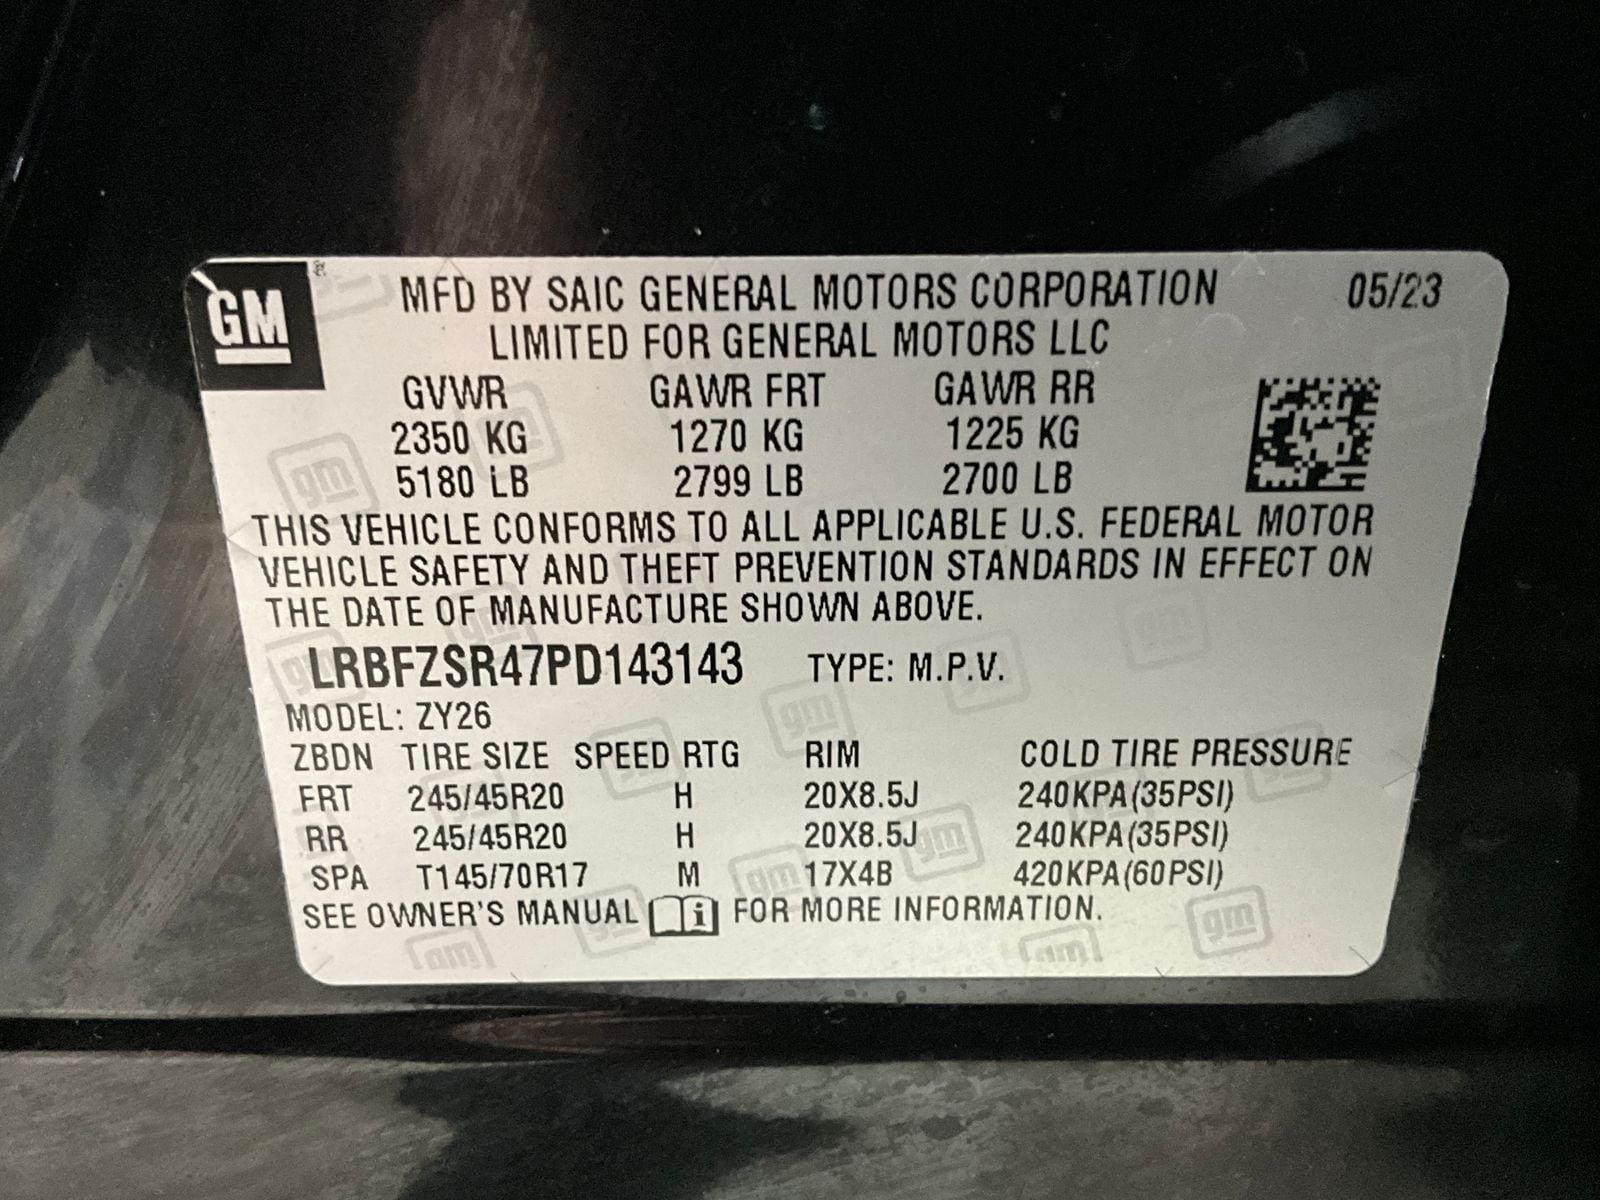 GM
MFD BY SAIC GENERAL MOTORS CORPORATION 05/23
LIMITED FOR GENERAL MOTORS LLC
GVWR GAWR FRT GAWR RR
2350 KG 1270 KG 1225 KG
5180 LB 2799 LB 2700 LB
THIS VEHICLE CONFORMS TO ALL APPLICABLE U.S. FEDERAL MOTOR
VEHICLE SAFETY AND THEFT PREVENTION STANDARDS IN EFFECT ON
THE DATE OF MANUFACTURE SHOWN ABOVE.
LRBFZSR47PD143143 TYPE: M.P.V.
MODEL: ZY26
ZBDN TIRE SIZE SPEED RTG RIM COLD TIRE PRESSURE
FRT 245/45R20 H 20X8.5J 240KPA(35PSI)
RR 245/45R20 H 20X8.5J 240KPA(35PSI)
SPA T145/70R17 M 17X4B 420KPA(60PSI)
SEE OWNER'S MANUAL i FOR MORE INFORMATION.